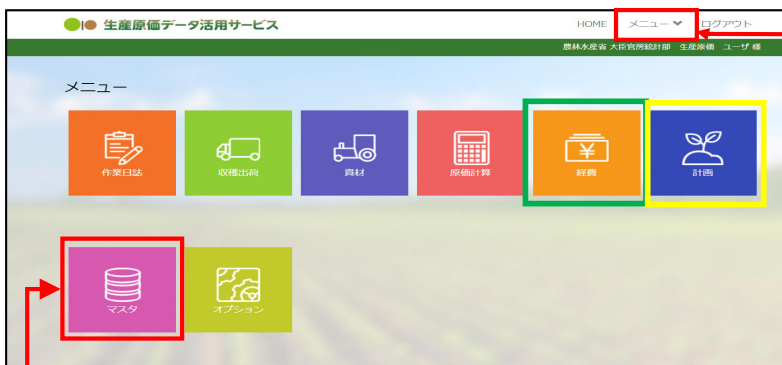 生産原価データ活用サービス
HOME メニュー ログアウト
農林水産省 大臣官房統計部 生産原価 ユーザ 様
メニュー
作業日誌 収穫出荷 資材 原価計算 経費 計画
マスタ オプション